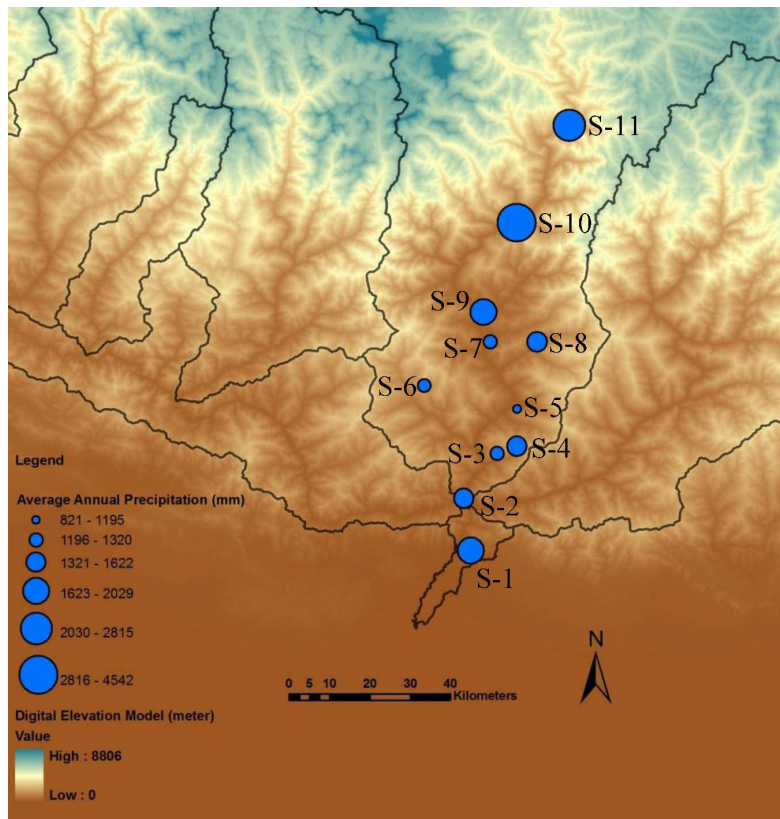 S-11
S-10
S-9
S-7
S-8
S-6
S-5
S-4
S-3
S-2
S-1
Legend
Average Annual Precipitation (mm)
821 - 1195
1196 - 1320
1321 - 1622
1623 - 2029
2030 - 2815
2816 - 4542
N
0 5 10 20 30 40
Kilometers
Digital Elevation Model (meter)
Value
High : 8806
Low : 0